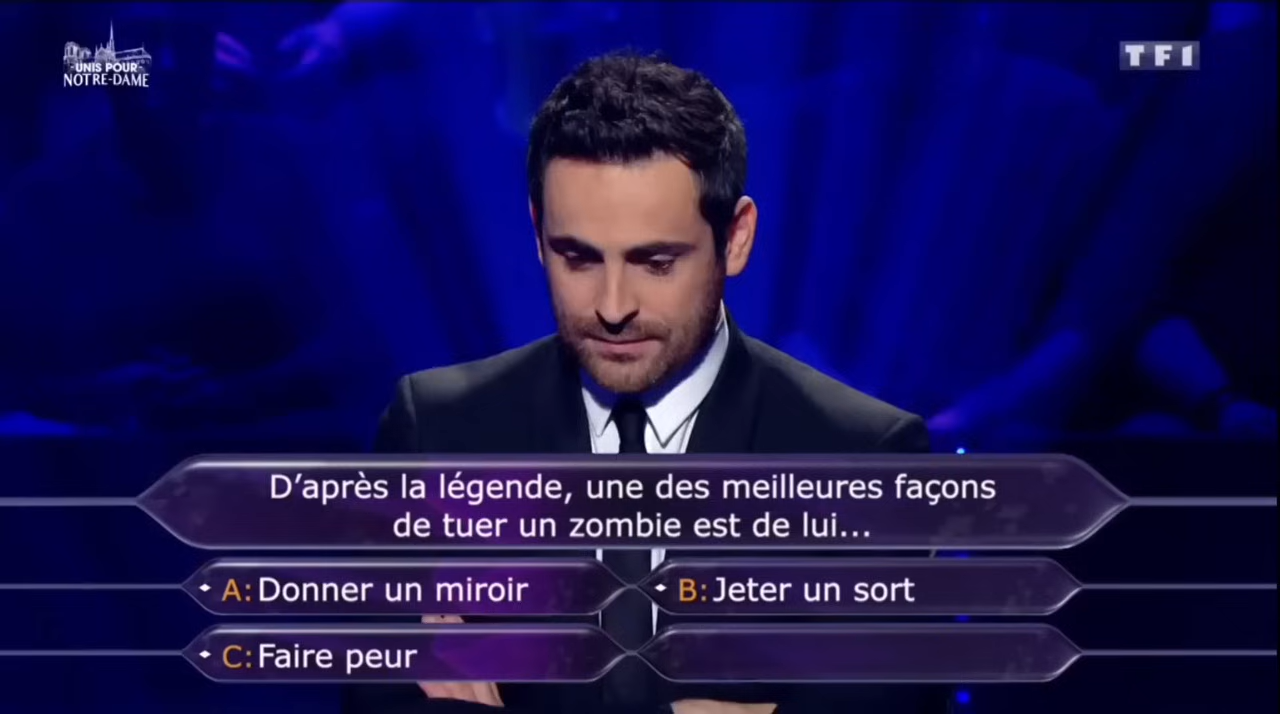 UNIS POUR
NOTRE-DAME
TF1
D'après la légende, une des meilleures façons
de tuer un zombie est de lui...
A: Donner un miroir
B: Jeter un sort
C: Faire peur